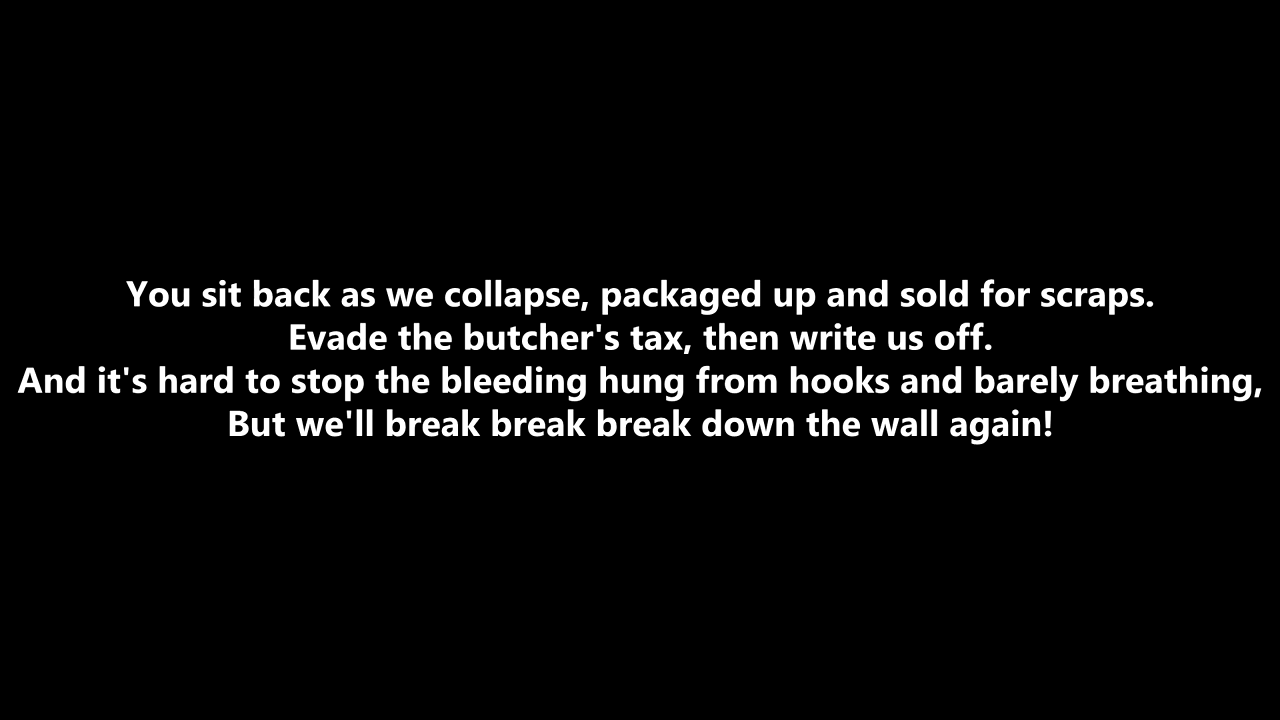 You sit back as we collapse, packaged up and sold for scraps.
Evade the butcher's tax, then write us off.
And it's hard to stop the bleeding hung from hooks and barely breathing,
But we'll break break break down the wall again!